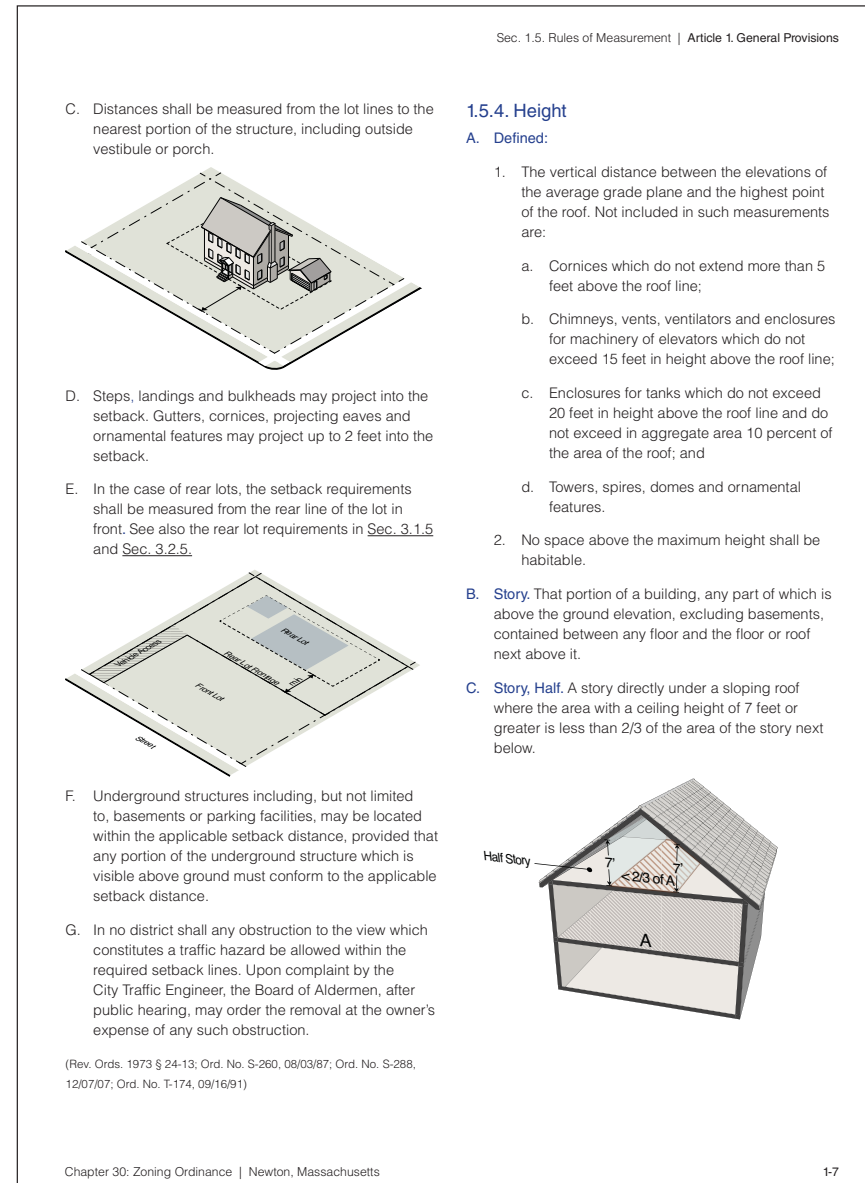 Sec. 1.5. Rules of Measurement | Article 1. General Provisions
C. Distances shall be measured from the lot lines to the
nearest portion of the structure, including outside
vestibule or porch.
D. Steps, landings and bulkheads may project into the
setback. Gutters, cornices, projecting eaves and
ornamental features may project up to 2 feet into the
setback.
E. In the case of rear lots, the setback requirements
shall be measured from the rear line of the lot in
front. See also the rear lot requirements in Sec. 3.1.5
and Sec. 3.2.5.
Rear Lot
Vehicle Access
Rear Lot Frontage
Front Lot
Street
F. Underground structures including, but not limited
to, basements or parking facilities, may be located
within the applicable setback distance, provided that
any portion of the underground structure which is
visible above ground must conform to the applicable
setback distance.
G. In no district shall any obstruction to the view which
constitutes a traffic hazard be allowed within the
required setback lines. Upon complaint by the
City Traffic Engineer, the Board of Aldermen, after
public hearing, may order the removal at the owner's
expense of any such obstruction.
(Rev. Ords. 1973 § 24-13; Ord. No. S-260, 08/03/87; Ord. No. S-288,
12/07/07; Ord. No. T-174, 09/16/91)
1.5.4. Height
A. Defined:
1. The vertical distance between the elevations of
the average grade plane and the highest point
of the roof. Not included in such measurements
are:
a. Cornices which do not extend more than 5
feet above the roof line;
b. Chimneys, vents, ventilators and enclosures
for machinery of elevators which do not
exceed 15 feet in height above the roof line;
c. Enclosures for tanks which do not exceed
20 feet in height above the roof line and do
not exceed in aggregate area 10 percent of
the area of the roof; and
d. Towers, spires, domes and ornamental
features.
2. No space above the maximum height shall be
habitable.
B. Story. That portion of a building, any part of which is
above the ground elevation, excluding basements,
contained between any floor and the floor or roof
next above it.
C. Story, Half. A story directly under a sloping roof
where the area with a ceiling height of 7 feet or
greater is less than 2/3 of the area of the story next
below.
Half Story
7'
7'
< 2/3 of A
A
Chapter 30: Zoning Ordinance | Newton, Massachusetts
1-7